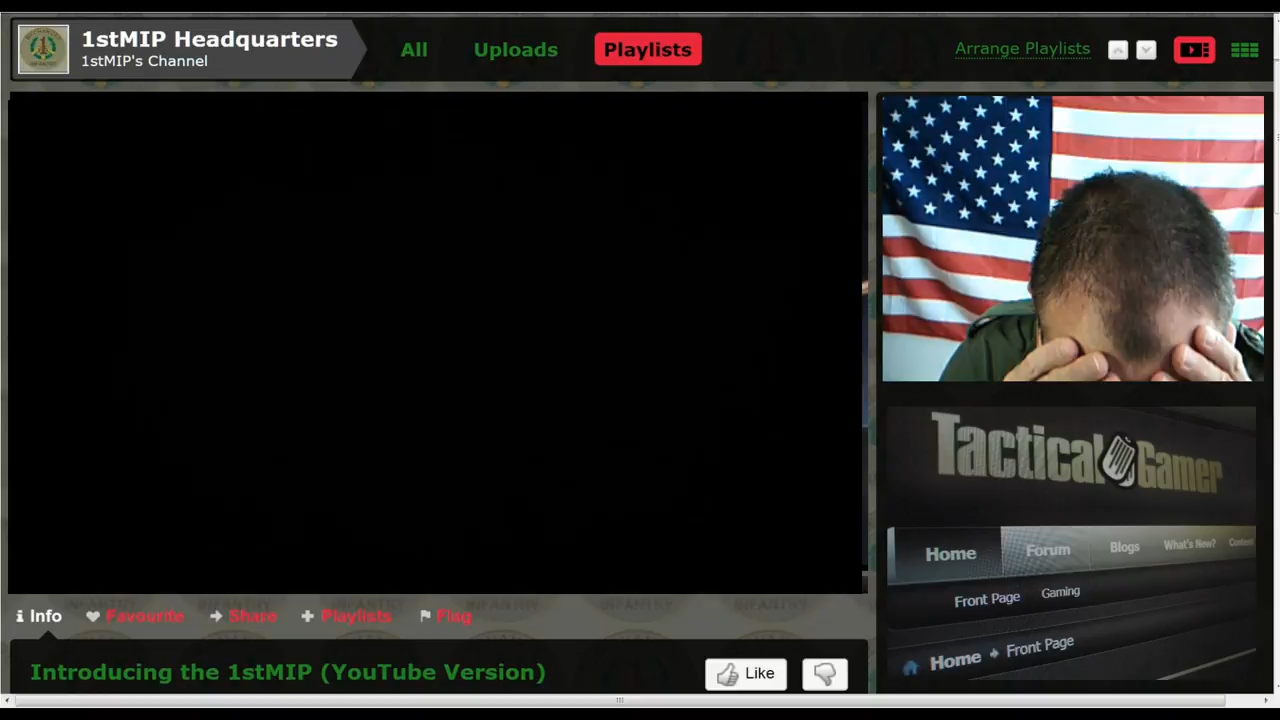 1stMIP Headquarters
1stMIP's Channel
All
Uploads
Playlists
Arrange Playlists
Tactical Gamer
Home
Forum
Blogs
What's New?
Front Page
Gaming
Home
Front Page
Info
Favourite
Share
Playlists
Flag
Introducing the 1stMIP (YouTube Version)
Like